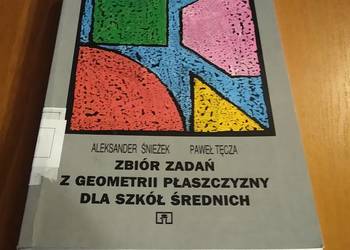 ALEKSANDER ŚNIEŻEK PAWEŁ TĘCZA
ZBIÓR ZADAŃ
Z GEOMETRII PŁASZCZYZNY
DLA SZKÓŁ ŚREDNICH